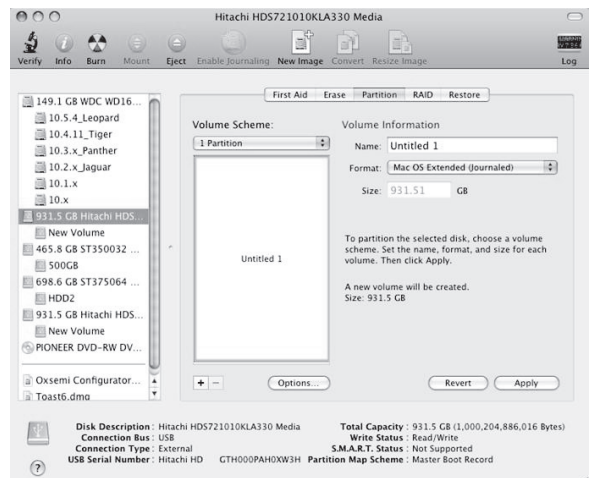 Hitachi HDS721010KLA330 Media
Verify Info Burn Mount Eject Enable Journaling New Image Convert Resize Image Log
First Aid Erase Partition RAID Restore
149.1 GB WDC WD16...
10.5.4_Leopard
10.4.11_Tiger
10.3.x_Panther
10.2.x_Jaguar
10.1.x
10.x
931.5 GB Hitachi HDS...
New Volume
465.8 GB ST350032 ...
500GB
698.6 GB ST375064 ...
HDD2
931.5 GB Hitachi HDS...
New Volume
PIONEER DVD-RW DV...
Oxsemi Configurator...
Toast6.dmg
Volume Scheme:
1 Partition
Untitled 1
+ - Options...
Volume Information
Name: Untitled 1
Format: Mac OS Extended (Journaled)
Size: 931.51 GB
To partition the selected disk, choose a volume
scheme. Set the name, format, and size for each
volume. Then click Apply.
A new volume will be created.
Size: 931.5 GB
Revert Apply
Disk Description : Hitachi HDS721010KLA330 Media
Connection Bus : USB
Connection Type : External
USB Serial Number : Hitachi HD GTH000PAH0XW3H
Total Capacity : 931.5 GB (1,000,204,886,016 Bytes)
Write Status : Read/Write
S.M.A.R.T. Status : Not Supported
Partition Map Scheme : Master Boot Record
?